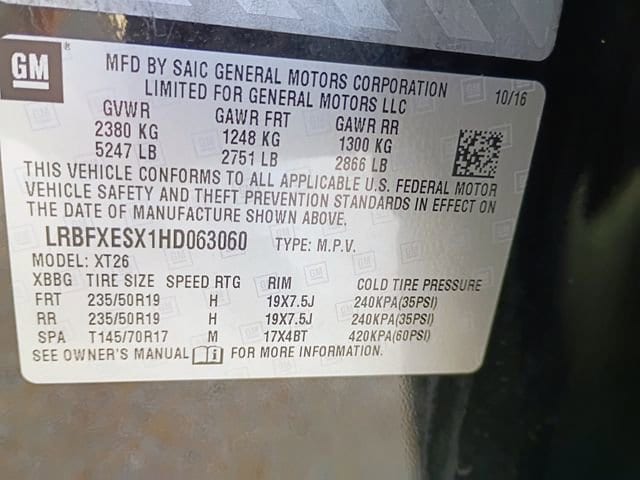 GM ®
MFD BY SAIC GENERAL MOTORS CORPORATION
LIMITED FOR GENERAL MOTORS LLC
10/16
GVWR GAWR FRT GAWR RR
2380 KG 1248 KG 1300 KG
5247 LB 2751 LB 2866 LB
THIS VEHICLE CONFORMS TO ALL APPLICABLE U.S. FEDERAL MOTOR
VEHICLE SAFETY AND THEFT PREVENTION STANDARDS IN EFFECT ON
THE DATE OF MANUFACTURE SHOWN ABOVE.
LRBFXESX1HD063060 TYPE: M.P.V.
MODEL: XT26
XBBG TIRE SIZE SPEED RTG RIM COLD TIRE PRESSURE
FRT 235/50R19 H 19X7.5J 240KPA(35PSI)
RR 235/50R19 H 19X7.5J 240KPA(35PSI)
SPA T145/70R17 M 17X4BT 420KPA(60PSI)
SEE OWNER'S MANUAL FOR MORE INFORMATION.